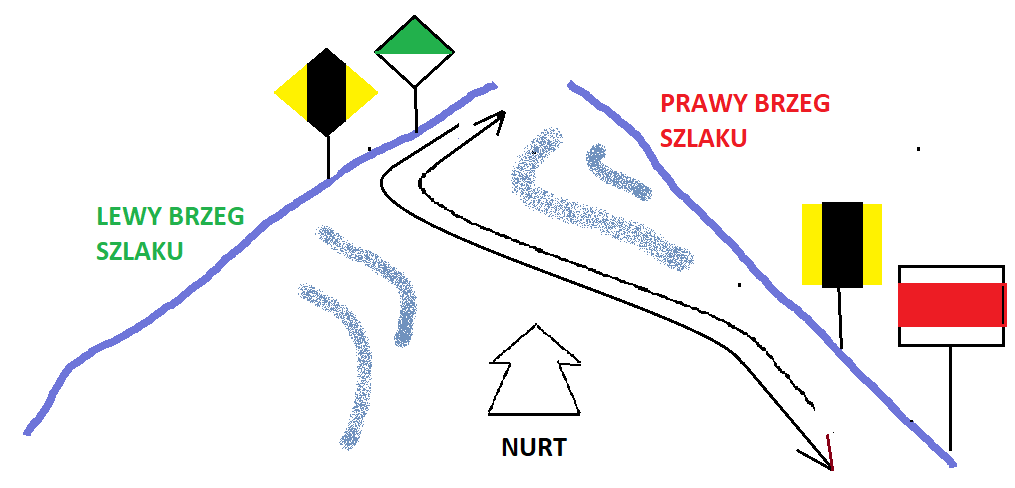 PRAWY BRZEG
SZLAKU
LEWY BRZEG
SZLAKU
NURT